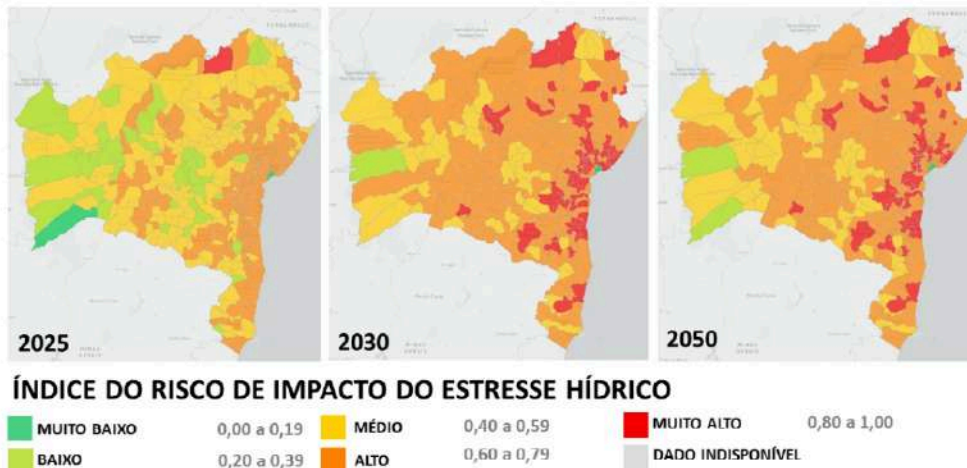 2025
2030
2050
ÍNDICE DO RISCO DE IMPACTO DO ESTRESSE HÍDRICO
MUITO BAIXO 0,00 a 0,19
MÉDIO 0,40 a 0,59
MUITO ALTO 0,80 a 1,00
BAIXO 0,20 a 0,39
ALTO 0,60 a 0,79
DADO INDISPONÍVEL